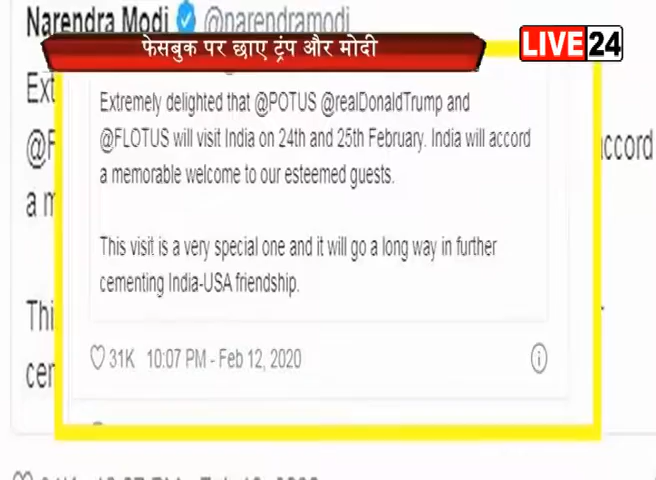 Narendra Modi @narendramodi
फेसबुक पर छाए ट्रंप और मोदी
LIVE 24
Extremely delighted that @POTUS @realDonaldTrump and
@FLOTUS will visit India on 24th and 25th February. India will accord
a memorable welcome to our esteemed guests.
This visit is a very special one and it will go a long way in further
cementing India-USA friendship.
31K 10:07 PM - Feb 12, 2020
Ext
@F
accord
a m
Thi
cer